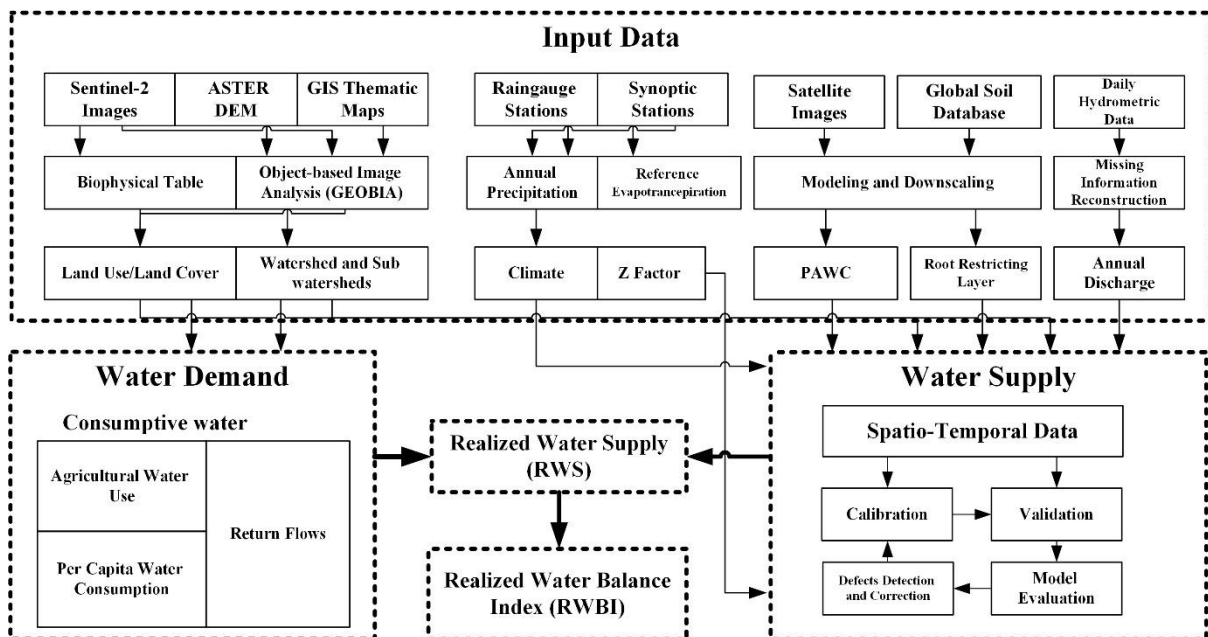 Input Data
Sentinel-2
Images
ASTER
DEM
GIS Thematic
Maps
Raingauge
Stations
Synoptic
Stations
Satellite
Images
Global Soil
Database
Daily
Hydrometric
Data
Biophysical Table
Object-based Image
Analysis (GEOBIA)
Annual
Precipitation
Reference
Evapotrancepiration
Modeling and Downscaling
Missing
Information
Reconstruction
Land Use/Land Cover
Watershed and Sub
watersheds
Climate
Z Factor
PAWC
Root Restricting
Layer
Annual
Discharge
Water Demand
Consumptive water
Agricultural Water
Use
Per Capita Water
Consumption
Return Flows
Realized Water Supply
(RWS)
Realized Water Balance
Index (RWBI)
Water Supply
Spatio-Temporal Data
Calibration
Validation
Defects Detection
and Correction
Model
Evaluation